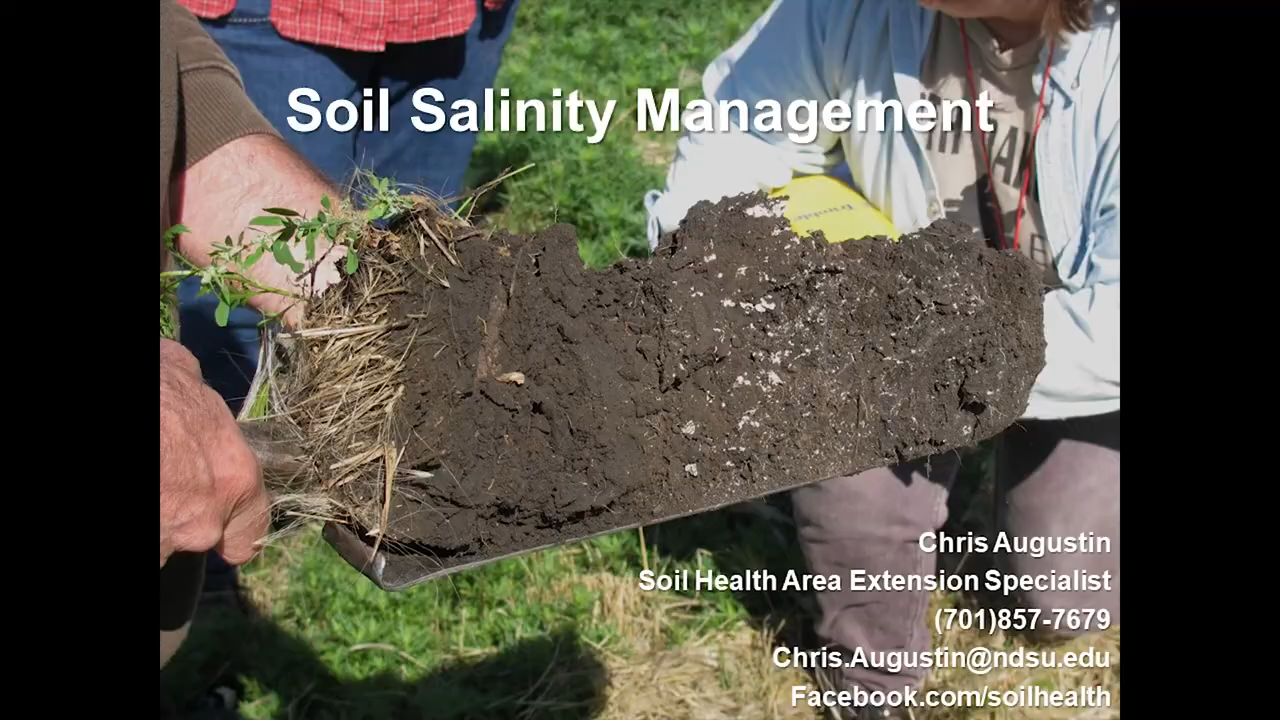 Soil Salinity Management
Chris Augustin
Soil Health Area Extension Specialist
(701)857-7679
Chris.Augustin@ndsu.edu
Facebook.com/soilhealth